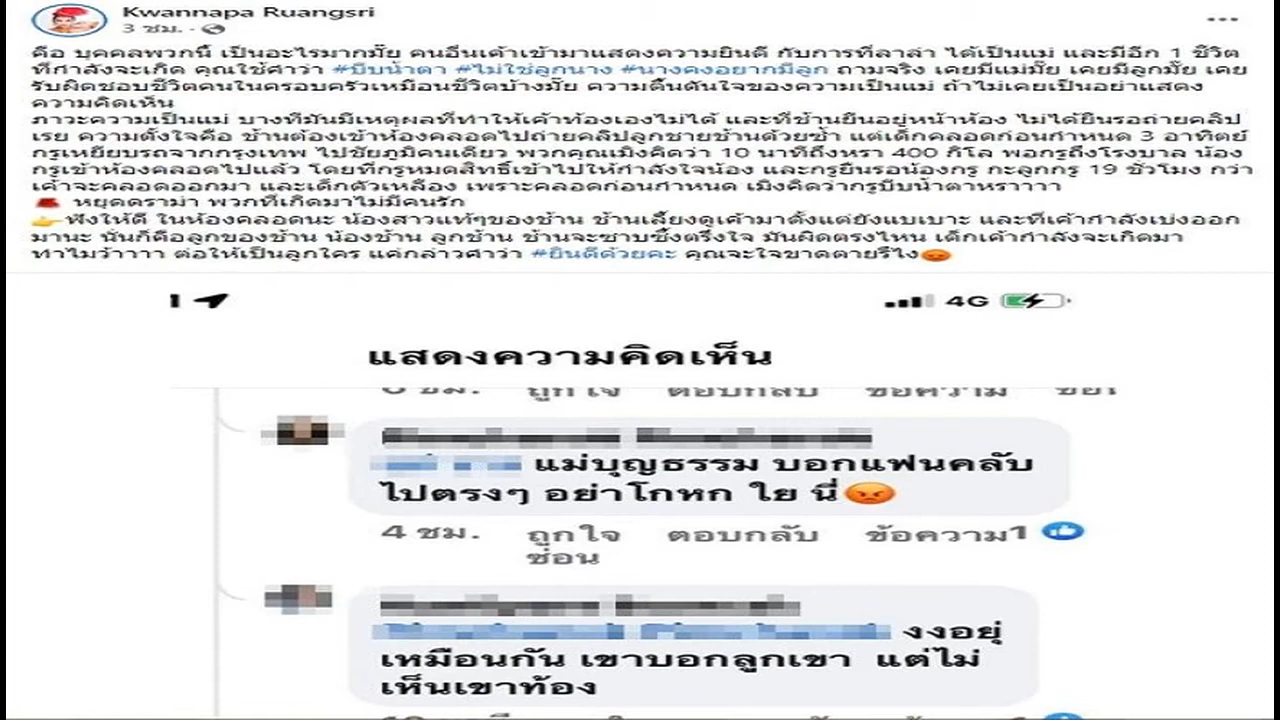 Kwannapa Ruangsri
3 ชม. ·
คือ บุคคลพวกนี้ เป็นอะไรมากมั้ย คนอื่นเค้าเข้ามาแสดงความยินดี กับการที่ลาล่า ได้เป็นแม่ และมีอีก 1 ชีวิต
ที่กำลังจะเกิด คุณใช้คำว่า #บีบน้ำตา #ไม่ใช่ลูกนาง #นางคงอยากมีลูก ถามจริง เคยมีแม่มั้ย เคยมีลูกมั้ย เคย
รับผิดชอบชีวิตคนในครอบครัวเหมือนชีวิตบ้างมั้ย ความตื้นตันใจของความเป็นแม่ ถ้าไม่เคยเป็นอย่าแสดง
ความคิดเห็น
ภาวะความเป็นแม่ บางทีมันมีเหตุผลที่ทำให้เค้าท้องเองไม่ได้ และที่ช้านยืนอยู่หน้าห้อง ไม่ได้ยืนรอถ่ายคลิป
เรย ความตั้งใจคือ ช้านต้องเข้าห้องคลอดไปถ่ายคลิปลูกชายช้านด้วยซ้ำ แต่เด็กคลอดก่อนกำหนด 3 อาทิตย์
กรูเหยียบรถจากกรุงเทพ ไปชัยภูมิคนเดียว พวกคุณเมิงคิดว่า 10 นาทีถึงหรา 400 กิโล พอกรูถึงโรงบาล น้อง
กรูเข้าห้องคลอดไปแล้ว โดยที่กรูหมดสิทธิ์เข้าไปให้กำลังใจน้อง และกรูยืนรอน้องกรู กะลูกกรู 19 ชั่วโมง กว่า
เค้าจะคลอดออกมา และเด็กตัวเหลือง เพราะคลอดก่อนกำหนด เมิงคิดว่ากรูบีบน้ำตาหราาาา
หยุดดราม่า พวกที่เกิดมาไม่มีคนรัก
👉ฟังให้ดี ในห้องคลอดนะ น้องสาวแท้ๆของช้าน ช้านเลี้ยงดูเค้ามาตั้งแต่ยังแบเบาะ และที่เค้ากำลังเบ่งออก
มานะ นั่นก็คือลูกของช้าน น้องช้าน ลูกช้าน ช้านจะซาบซึ้งตรึงใจ มันผิดตรงไหน เด็กเค้ากำลังจะเกิดมา
ทำไมว้าาาา ต่อให้เป็นลูกใคร แค่กล่าวคำว่า #ยินดีด้วยคะ คุณจะใจขาดตายรึไง😡
4G
แสดงความคิดเห็น
ชม. ถูกใจ ตอบกลับ ข้อความ
แม่บุญธรรม บอกแฟนคลับ
ไปตรงๆ อย่าโกหก ใย นี่😡
4 ชม. ถูกใจ ตอบกลับ ข้อความ 1
ซ่อน
งงอยุ่
เหมือนกัน เขาบอกลูกเขา แต่ไม่
เห็นเขาท้อง